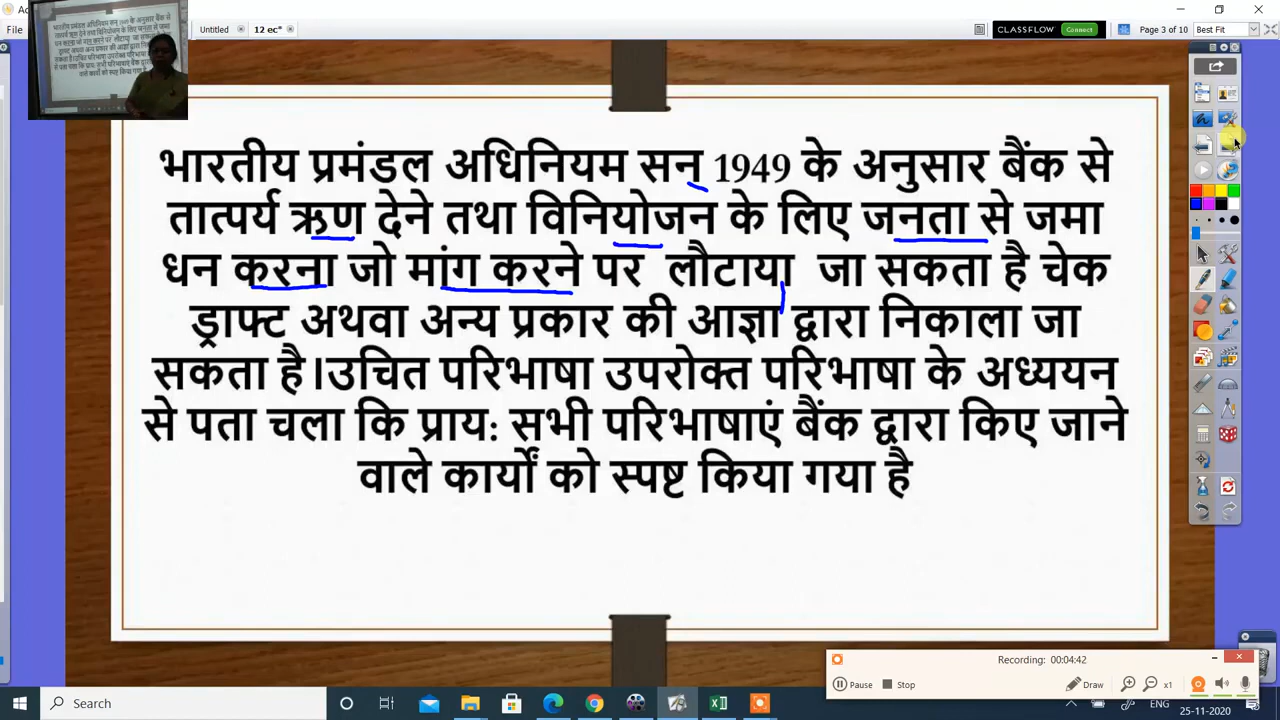 Untitled
12 ec*
CLASSFLOW
Connect
Page 3 of 10
Best Fit
File
भारतीय प्रमंडल अधिनियम सन् 1949 के अनुसार बैंक से
तात्पर्य ऋण देने तथा विनियोजन के लिए जनता से जमा
धन करना जो मांग करने पर लौटाया जा सकता है चेक
ड्राफ्ट अथवा अन्य प्रकार की आज्ञा द्वारा निकाला जा
सकता है।उचित परिभाषा उपरोक्त परिभाषा के अध्ययन
से पता चला कि प्राय: सभी परिभाषाएं बैंक द्वारा किए जाने
वाले कार्यों को स्पष्ट किया गया है
Recording: 00:04:42
Pause
Stop
Draw
x1
Search
ENG
09:56
25-11-2020